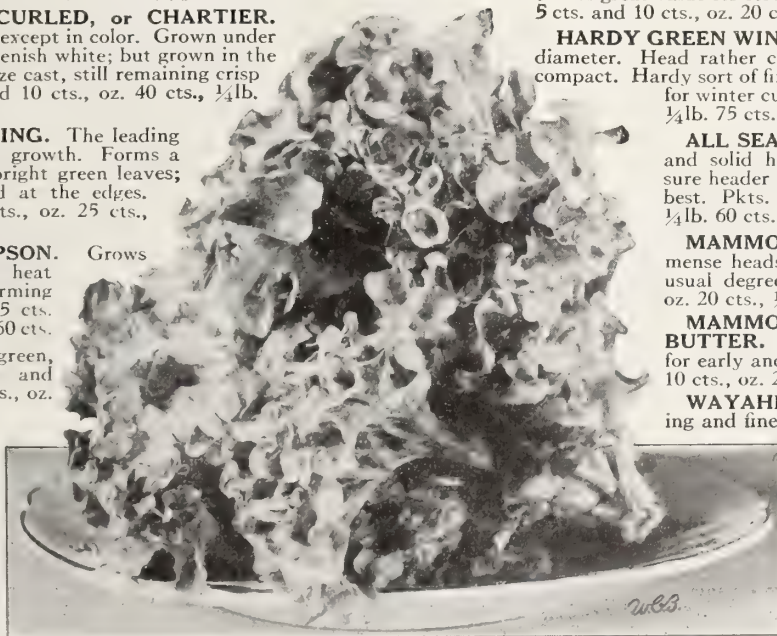 CURLED, or CHARTIER.
except in color. Grown under
enish white; but grown in the
ze cast, still remaining crisp
d 10 cts., oz. 40 cts., ¼lb.
ING. The leading
growth. Forms a
bright green leaves;
d at the edges.
ts., oz. 25 cts.,
PSON. Grows
heat
rming
5 cts.
60 cts.
green,
and
s., oz.
5 cts. and 10 cts., oz. 20 c
HARDY GREEN WIN
diameter. Head rather c
compact. Hardy sort of fi
for winter cu
¼lb. 75 cts.
ALL SEA
and solid h
sure header
best. Pkts.
¼lb. 60 cts.
MAMMO
mense heads
usual degre
oz. 20 cts.,
MAMMO
BUTTER.
for early and
10 cts., oz. 2
WAYAHE
ing and fine
W.C.B.